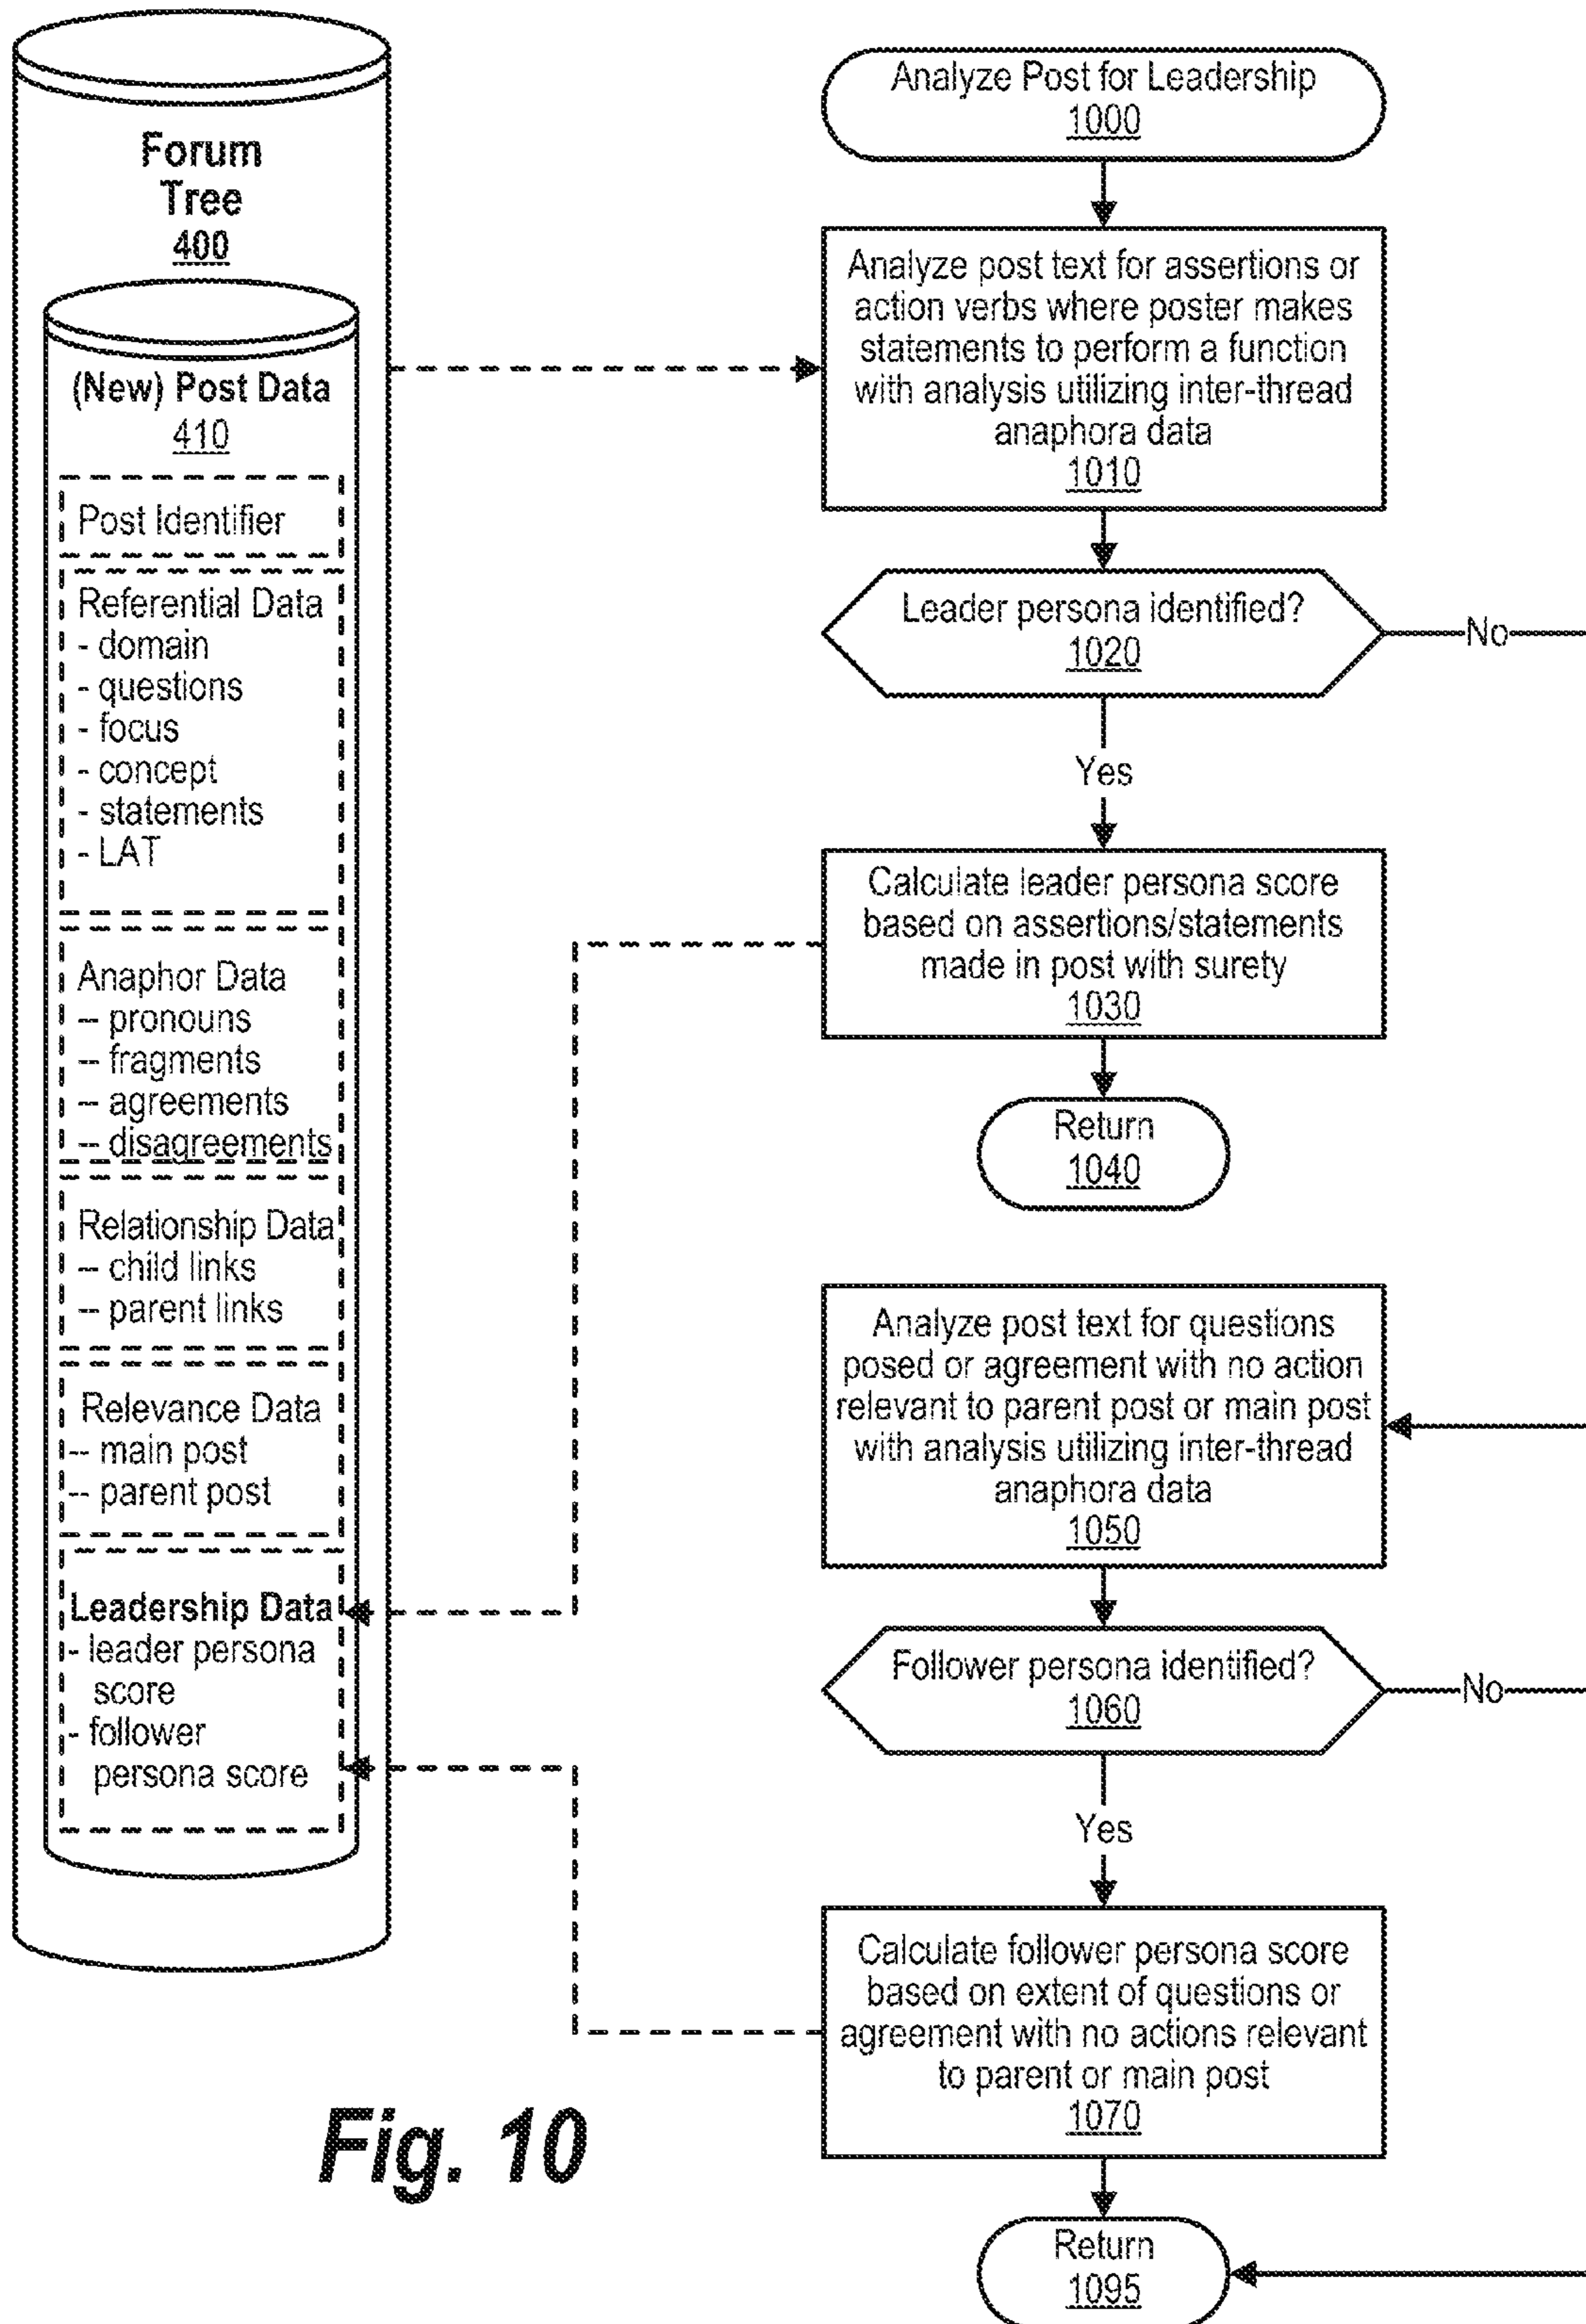 Forum
Tree
400
(New) Post Data
410
Post Identifier
Referential Data
- domain
- questions
- focus
- concept
- statements
- LAT
Anaphor Data
-- pronouns
-- fragments
-- agreements
-- disagreements
Relationship Data
-- child links
-- parent links
Relevance Data
-- main post
-- parent post
Leadership Data
- leader persona
score
- follower
persona score
Analyze Post for Leadership
1000
Analyze post text for assertions or
action verbs where poster makes
statements to perform a function
with analysis utilizing inter-thread
anaphora data
1010
Leader persona identified?
1020
No
Yes
Calculate leader persona score
based on assertions/statements
made in post with surety
1030
Return
1040
Analyze post text for questions
posed or agreement with no action
relevant to parent post or main post
with analysis utilizing inter-thread
anaphora data
1050
Follower persona identified?
1060
No
Yes
Calculate follower persona score
based on extent of questions or
agreement with no actions relevant
to parent or main post
1070
Return
1095
Fig. 10